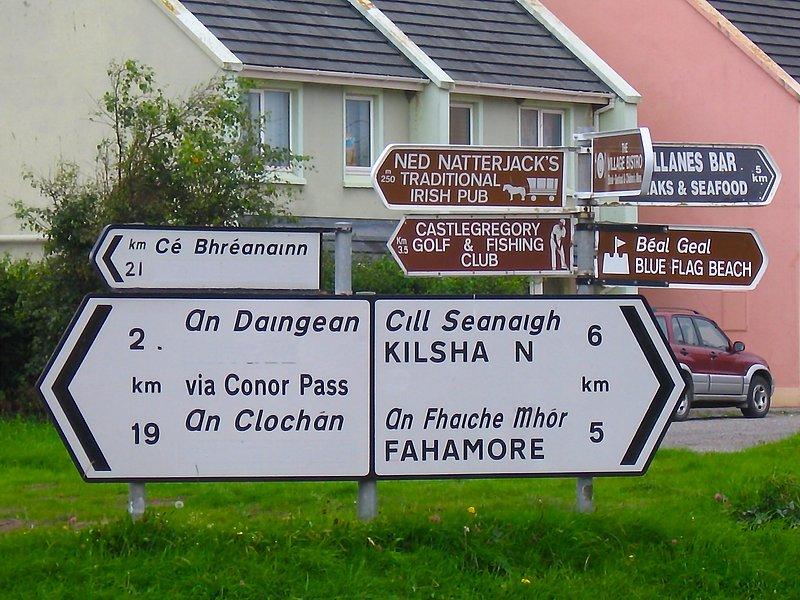 NED NATTERJACK'S
TRADITIONAL
IRISH PUB
m
250
THE
VILLAGE BISTRO
LLANES BAR
AKS & SEAFOOD
5
km
CASTLEGREGORY
GOLF & FISHING
CLUB
Km
3.5
Béal Geal
BLUE FLAG BEACH
km Cé Bhréanainn
21
An Daingean
2 .
km via Conor Pass
19 An Clochán
Cill Seanaigh 6
KILSHA N
km
An Fhaiche Mhór
FAHAMORE 5